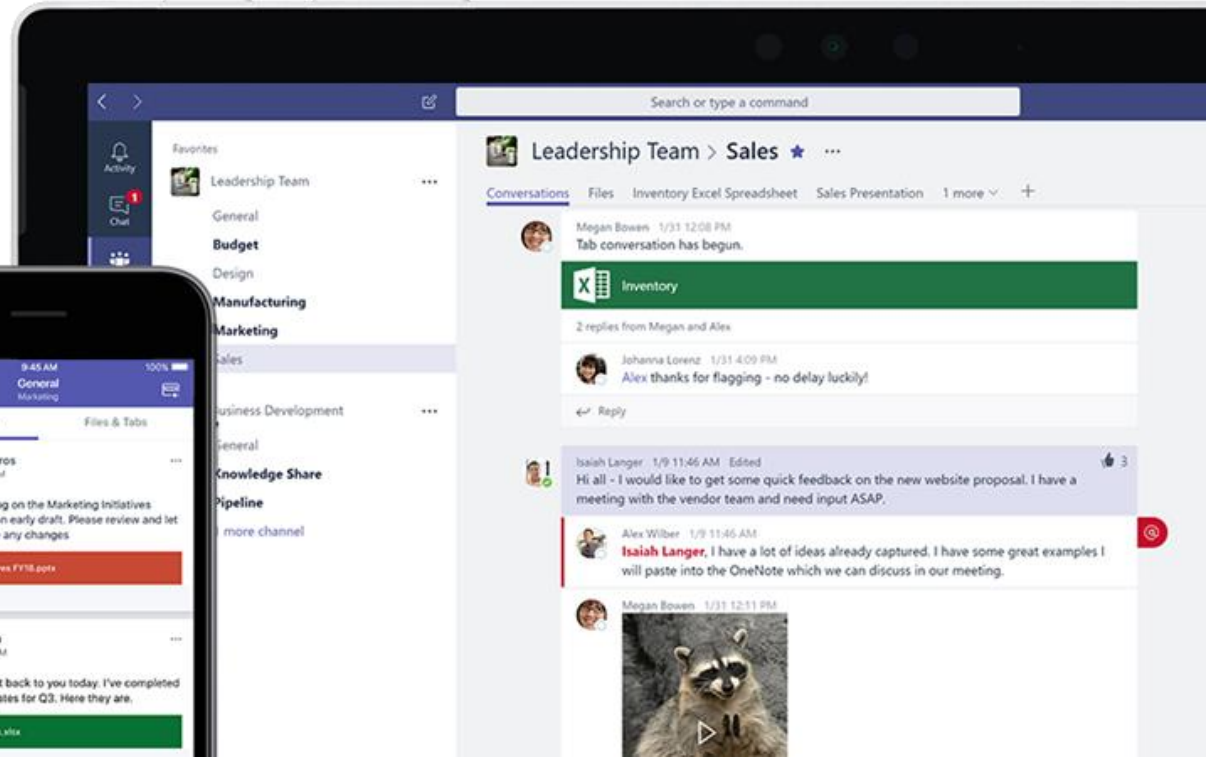 Search or type a command
Activity
Chat
1
Favorites
Leadership Team
General
Budget
Design
Manufacturing
Marketing
Sales
Business Development
General
Knowledge Share
Pipeline
more channel
Leadership Team > Sales ★ ...
Conversations Files Inventory Excel Spreadsheet Sales Presentation 1 more +
Megan Bowen 1/31 12:08 PM
Tab conversation has begun.
X Inventory
2 replies from Megan and Alex
Johanna Lorenz 1/31 4:09 PM
Alex thanks for flagging - no delay luckily!
Reply
Isaiah Langer 1/9 11:46 AM Edited
3
Hi all - I would like to get some quick feedback on the new website proposal. I have a
meeting with the vendor team and need input ASAP.
Alex Wilber 1/9 11:46 AM
Isaiah Langer, I have a lot of ideas already captured. I have some great examples I
will paste into the OneNote which we can discuss in our meeting.
@
Megan Bowen 1/31 12:11 PM
9:45 AM 100%
General
Marketing
Files & Tabs
on the Marketing Initiatives
early draft. Please review and let
any changes
FY18.pptx
back to you today. I've completed
for Q3. Here they are.
.xlsx